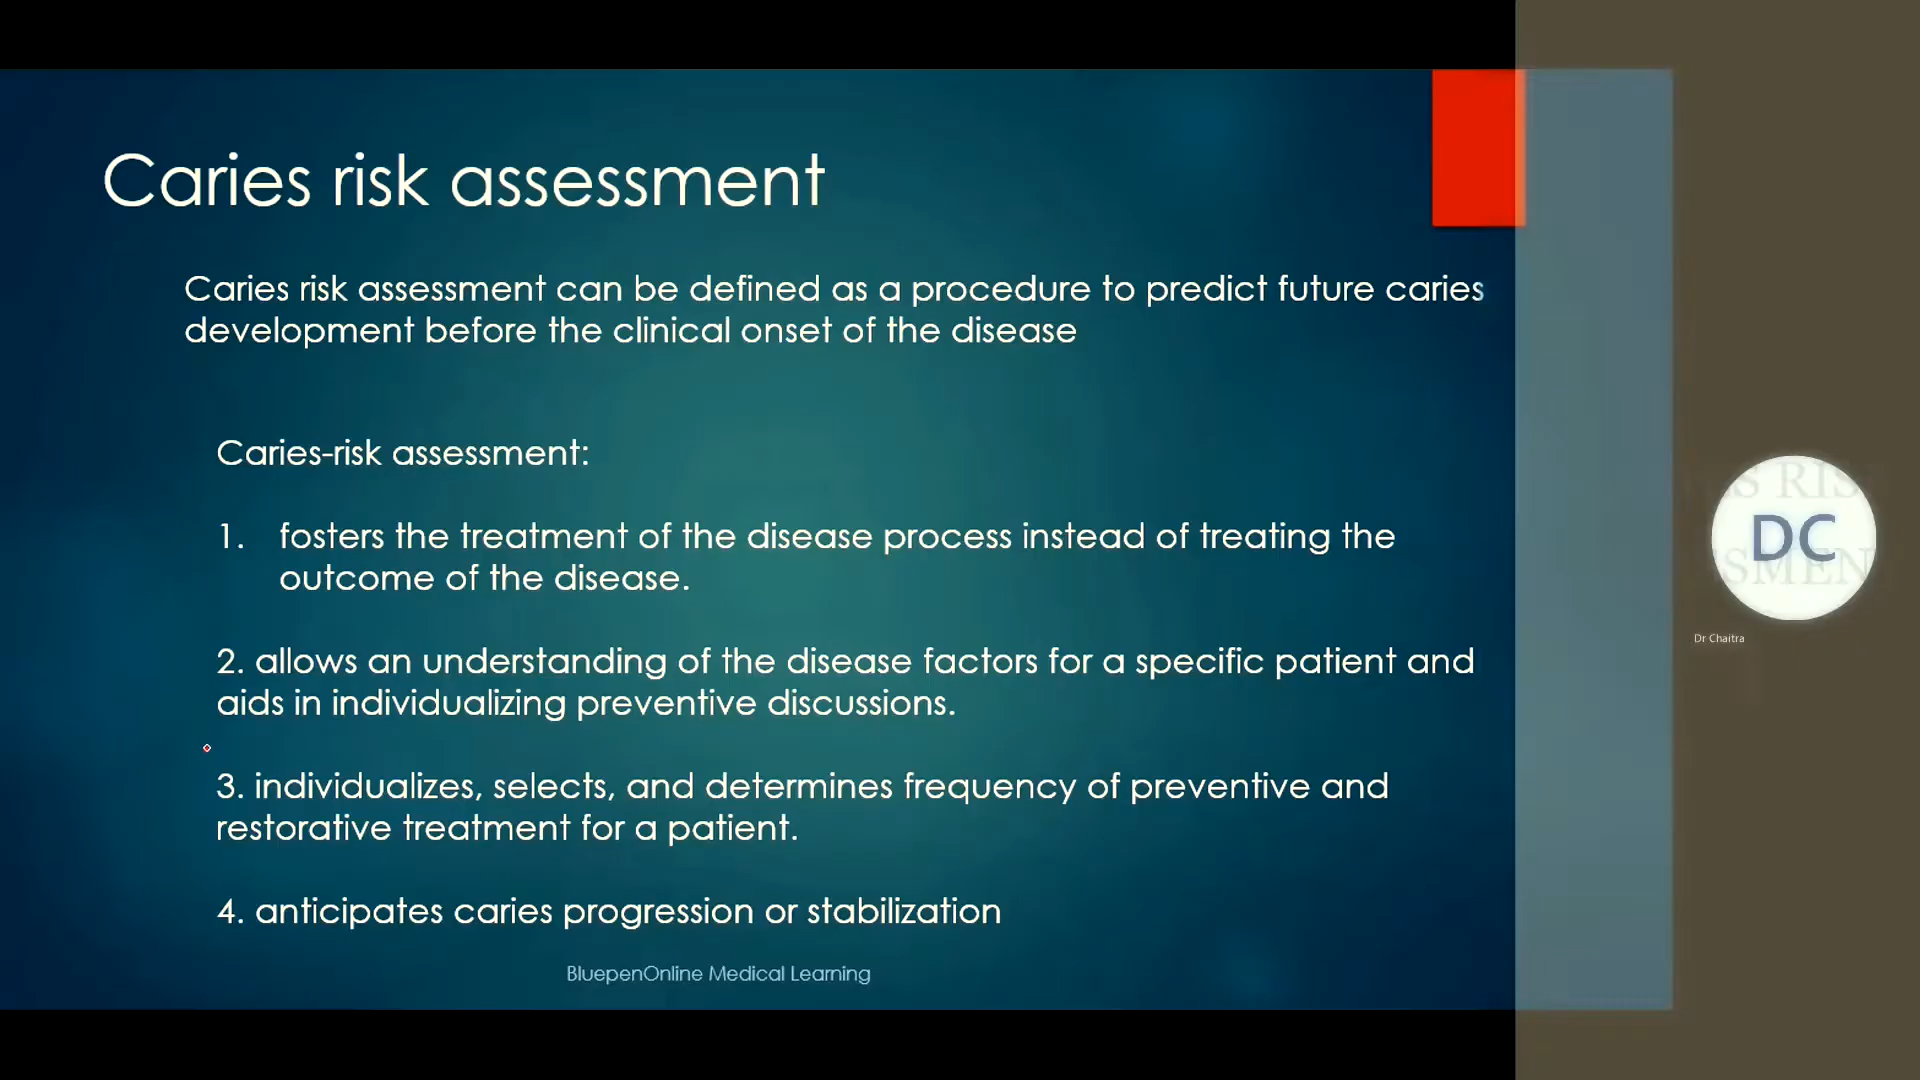 Caries risk assessment
Caries risk assessment can be defined as a procedure to predict future caries
development before the clinical onset of the disease
Caries-risk assessment:
1. fosters the treatment of the disease process instead of treating the
outcome of the disease.
2. allows an understanding of the disease factors for a specific patient and
aids in individualizing preventive discussions.
3. individualizes, selects, and determines frequency of preventive and
restorative treatment for a patient.
4. anticipates caries progression or stabilization
BluepenOnline Medical Learning
DC
Dr Chaitra